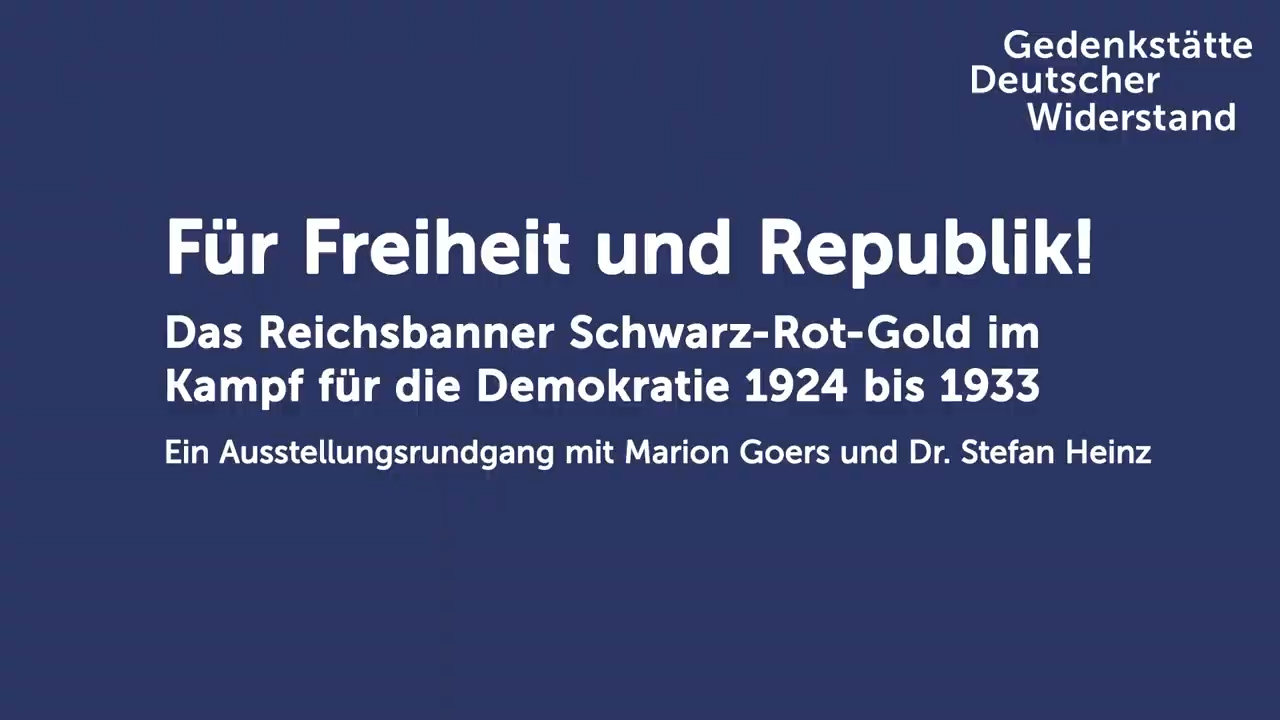 Gedenkstätte
Deutscher
Widerstand
Für Freiheit und Republik!
Das Reichsbanner Schwarz-Rot-Gold im
Kampf für die Demokratie 1924 bis 1933
Ein Ausstellungsrundgang mit Marion Goers und Dr. Stefan Heinz